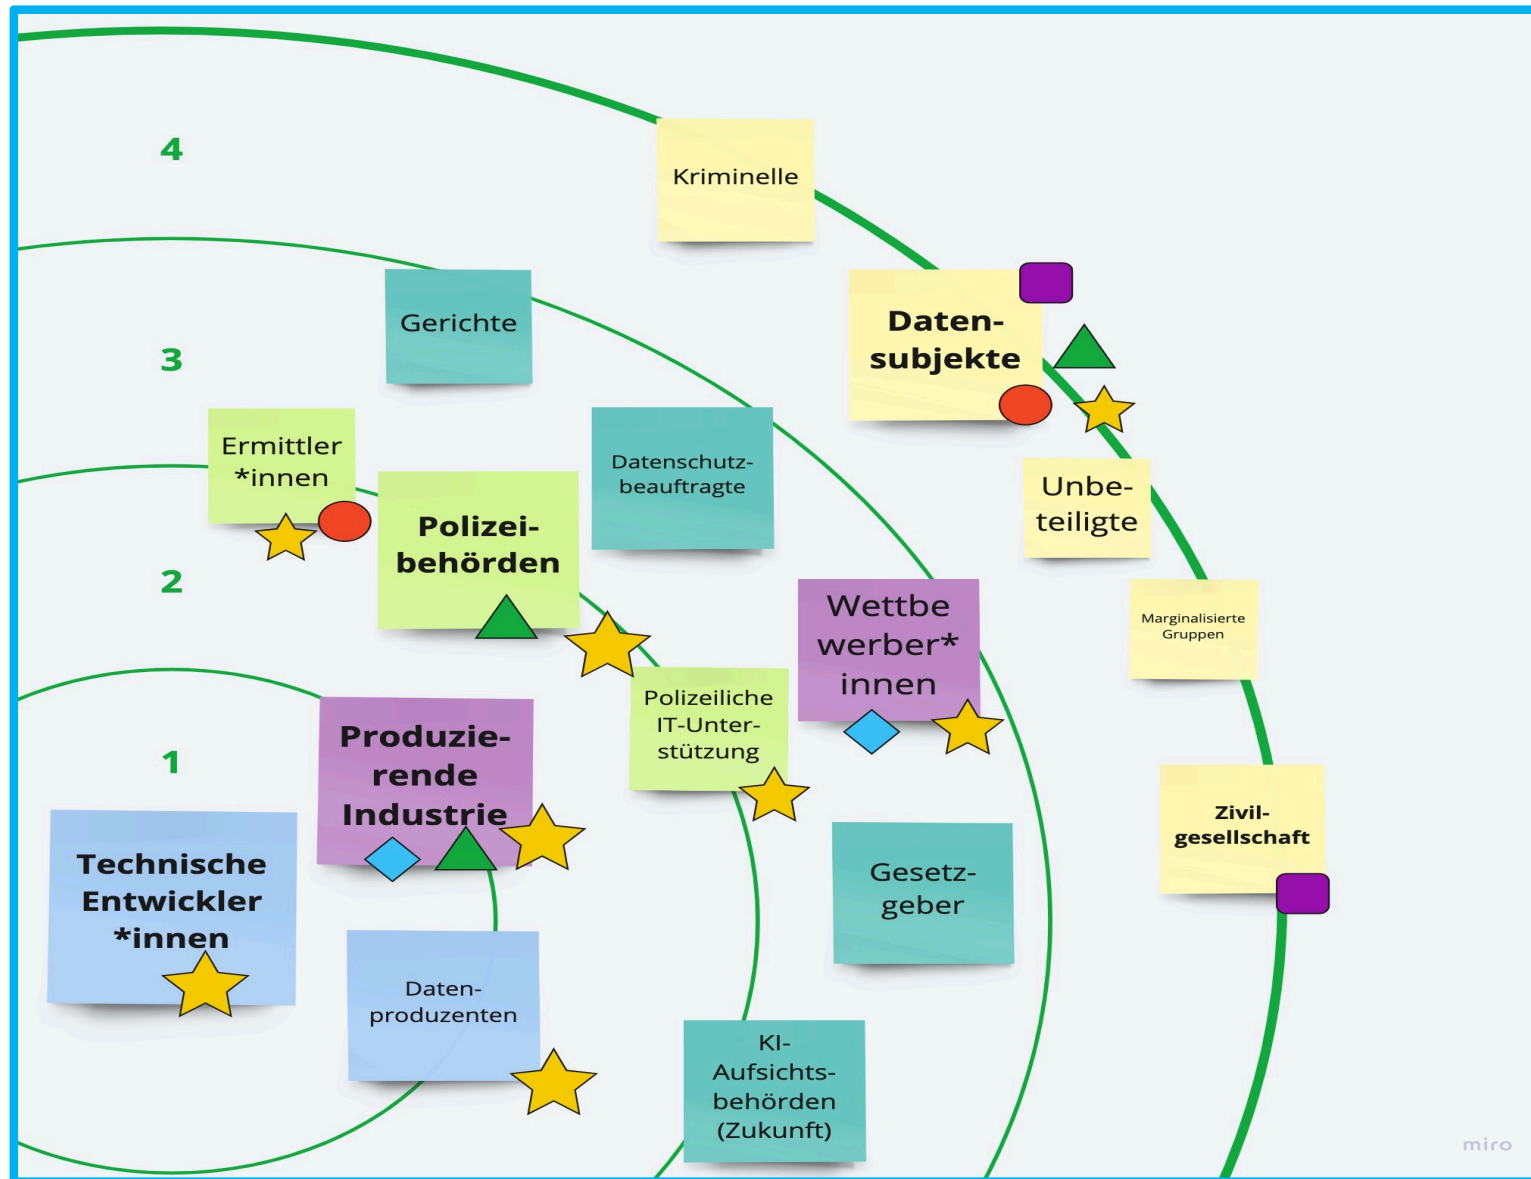 4
Kriminelle
Daten-
subjekte
Gerichte
3
Ermittler
*innen
Datenschutz-
beauftragte
Unbe-
teiligte
Polizei-
behörden
2
Wettbe
werber*
innen
Marginalisierte
Gruppen
Polizeiliche
IT-Unter-
stützung
Produzie-
rende
Industrie
1
Zivil-
gesellschaft
Technische
Entwickler
*innen
Gesetz-
geber
Daten-
produzenten
KI-
Aufsichts-
behörden
(Zukunft)
miro